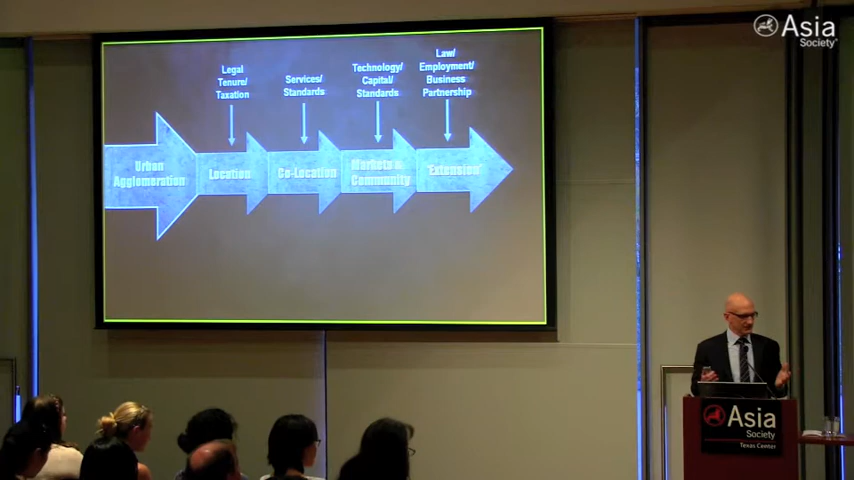 Asia
Society
Legal
Tenure/
Taxation
Services/
Standards
Technology/
Capital/
Standards
Law/
Employment/
Business
Partnership
Urban
Agglomeration
Location
Co-Location
Markets &
Community
'Extension'
Asia
Society
Texas Center